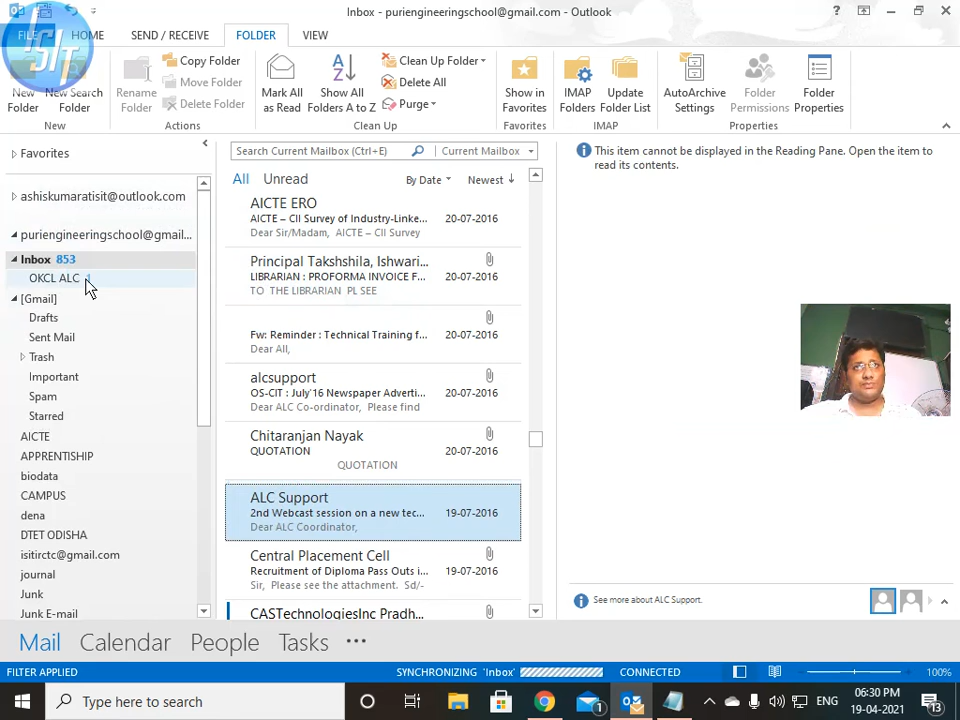 Inbox - puriengineeringschool@gmail.com - Outlook
FILE HOME SEND / RECEIVE FOLDER VIEW
ISIT
New Folder
New Search Folder
New
Rename Folder
Copy Folder
Move Folder
Delete Folder
Actions
Mark All as Read
Show All Folders A to Z
Clean Up Folder
Delete All
Purge
Clean Up
Show in Favorites
Favorites
IMAP Folders
Update Folder List
IMAP
AutoArchive Settings
Folder Permissions
Folder Properties
Properties
Favorites
ashiskumaratisit@outlook.com
puriengineeringschool@gmail...
Inbox 853
OKCL ALC 1
[Gmail]
Drafts
Sent Mail
Trash
Important
Spam
Starred
AICTE
APPRENTICESHIP
biodata
CAMPUS
dena
DTET ODISHA
isitirctc@gmail.com
journal
Junk
Junk E-mail
Search Current Mailbox (Ctrl+E) Current Mailbox
All Unread By Date Newest
AICTE ERO
AICTE – CII Survey of Industry-Linke... 20-07-2016
Dear Sir/Madam, AICTE – CII Survey
Principal Takshshila, Ishwari...
LIBRARIAN : PROFORMA INVOICE F... 20-07-2016
TO THE LIBRARIAN PL SEE
Fw: Reminder : Technical Training f... 20-07-2016
Dear All,
alcsupport
OS-CIT : July'16 Newspaper Adverti... 20-07-2016
Dear ALC Co-ordinator, Please find
Chitaranjan Nayak
QUOTATION 20-07-2016
QUOTATION
ALC Support
2nd Webcast session on a new tec... 19-07-2016
Dear ALC Coordinator,
Central Placement Cell
Recruitment of Diploma Pass Outs i... 19-07-2016
Sir, Please see the attachment. Sd/-
CASTechnologiesInc Pradh...
This item cannot be displayed in the Reading Pane. Open the item to
read its contents.
See more about ALC Support.
Mail Calendar People Tasks
FILTER APPLIED SYNCHRONIZING 'Inbox' CONNECTED 100%
Type here to search
1
ENG
06:30 PM
19-04-2021
13